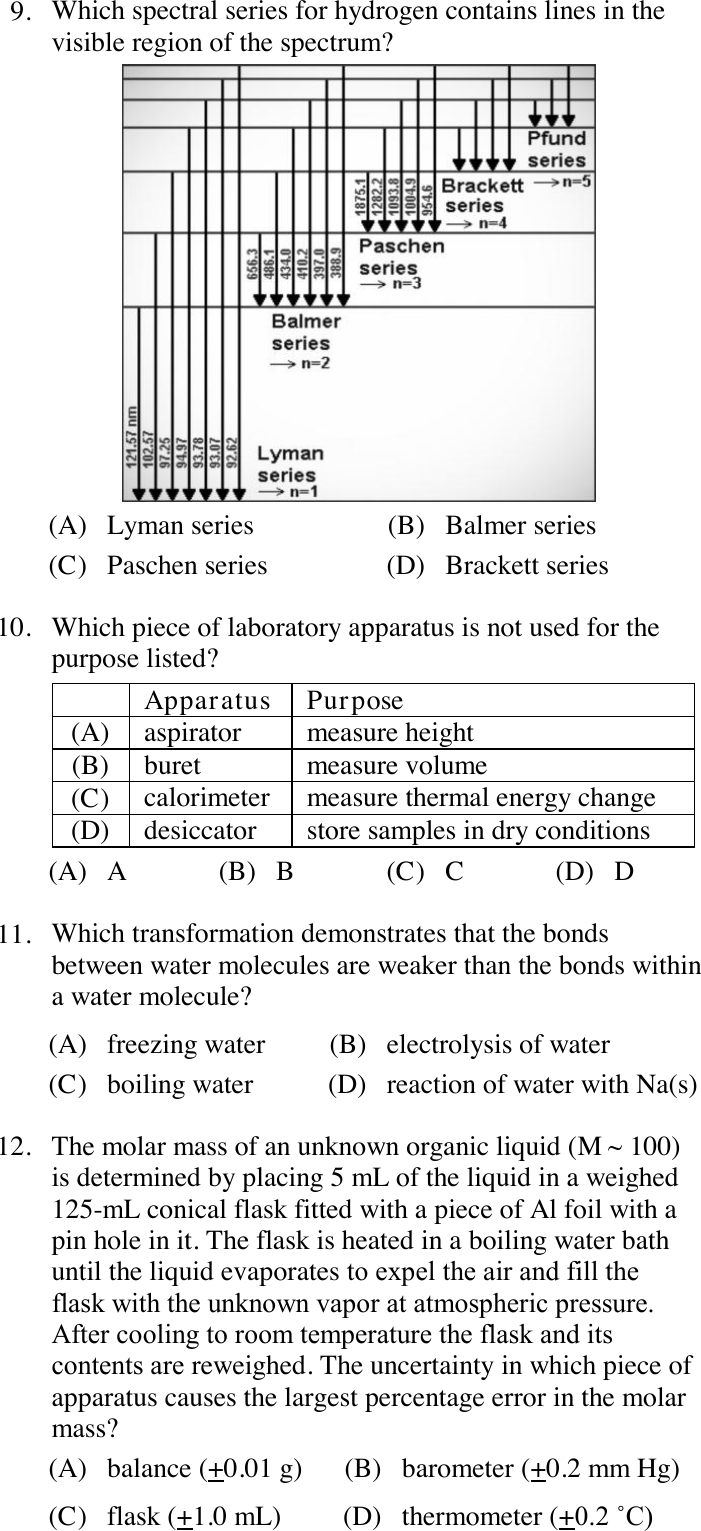 9. Which spectral series for hydrogen contains lines in the
visible region of the spectrum?
Pfund
series
→n=5
Brackett
series
→ n=4
1875.1
1282.2
1093.8
1004.9
954.6
Paschen
series
→ n=3
656.3
486.1
434.0
410.2
397.0
388.9
Balmer
series
→ n=2
121.57 nm
102.57
97.25
94.97
93.78
93.07
92.62
Lyman
series
→ n=1
(A) Lyman series (B) Balmer series
(C) Paschen series (D) Brackett series
10. Which piece of laboratory apparatus is not used for the
purpose listed?
Apparatus Purpose
(A) aspirator measure height
(B) buret measure volume
(C) calorimeter measure thermal energy change
(D) desiccator store samples in dry conditions
(A) A (B) B (C) C (D) D
11. Which transformation demonstrates that the bonds
between water molecules are weaker than the bonds within
a water molecule?
(A) freezing water (B) electrolysis of water
(C) boiling water (D) reaction of water with Na(s)
12. The molar mass of an unknown organic liquid (M ~ 100)
is determined by placing 5 mL of the liquid in a weighed
125-mL conical flask fitted with a piece of Al foil with a
pin hole in it. The flask is heated in a boiling water bath
until the liquid evaporates to expel the air and fill the
flask with the unknown vapor at atmospheric pressure.
After cooling to room temperature the flask and its
contents are reweighed. The uncertainty in which piece of
apparatus causes the largest percentage error in the molar
mass?
(A) balance (±0.01 g) (B) barometer (±0.2 mm Hg)
(C) flask (±1.0 mL) (D) thermometer (±0.2 ˚C)